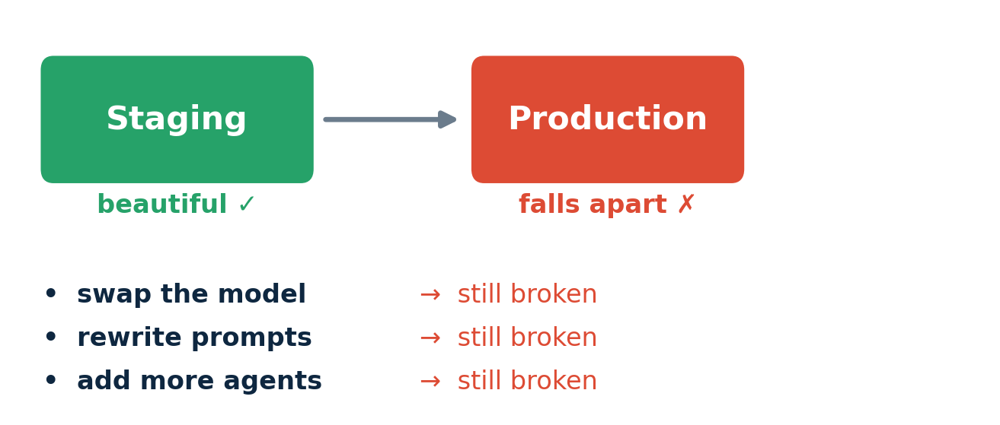 Staging
Production
beautiful ✓
falls apart ✗
• swap the model → still broken
• rewrite prompts → still broken
• add more agents → still broken